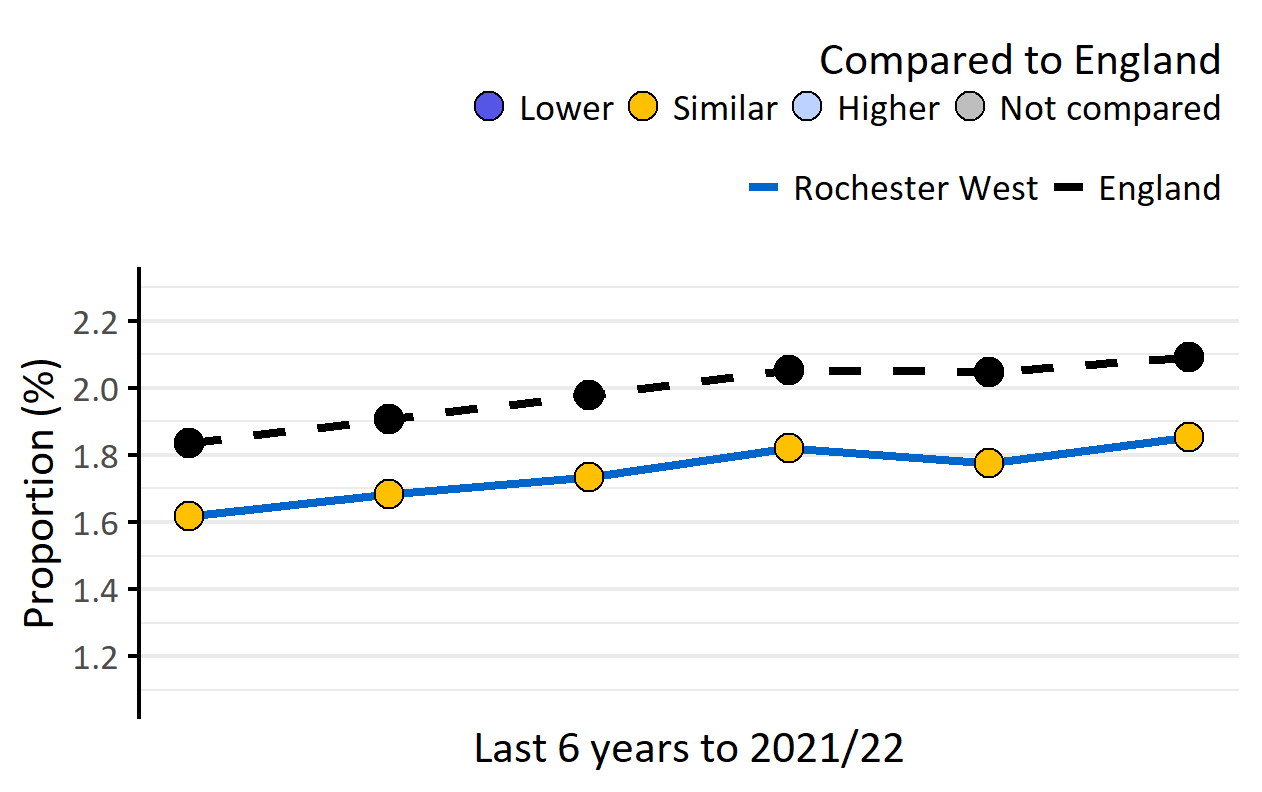 Compared to England
Lower Similar Higher Not compared
Rochester West England
Proportion (%)
2.2
2.0
1.8
1.6
1.4
1.2
Last 6 years to 2021/22